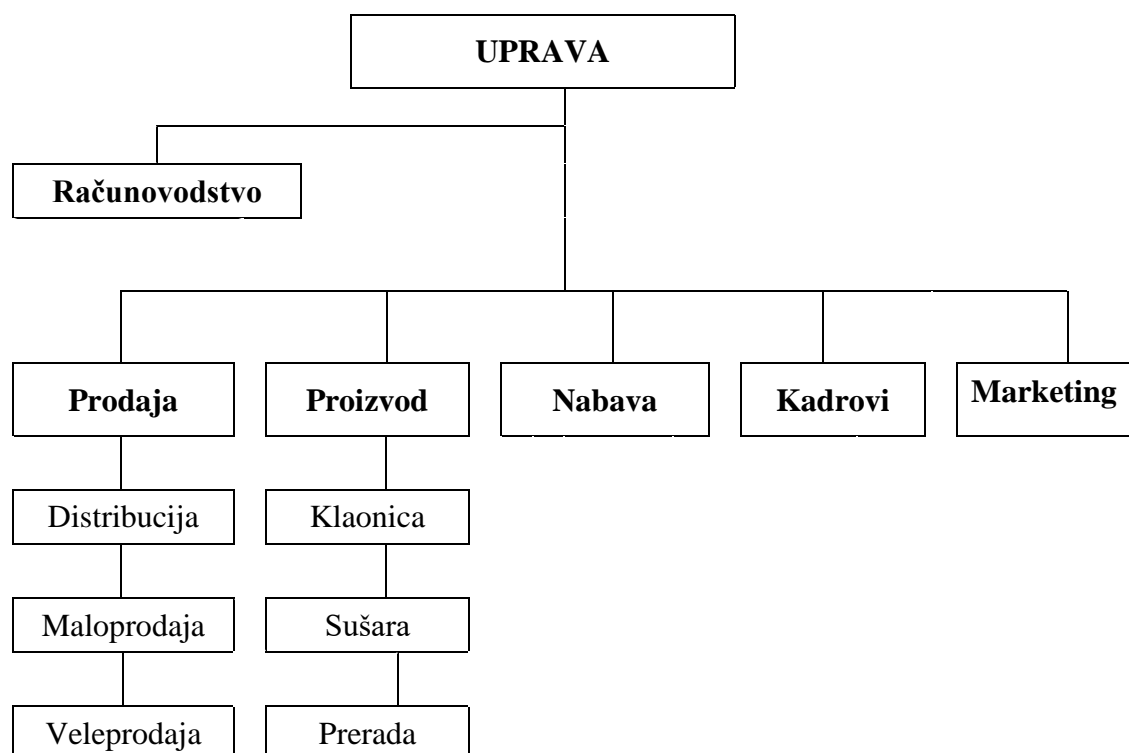 UPRAVA
Računovodstvo
Prodaja
Proizvod
Nabava
Kadrovi
Marketing
Distribucija
Klaonica
Maloprodaja
Sušara
Veleprodaja
Prerada